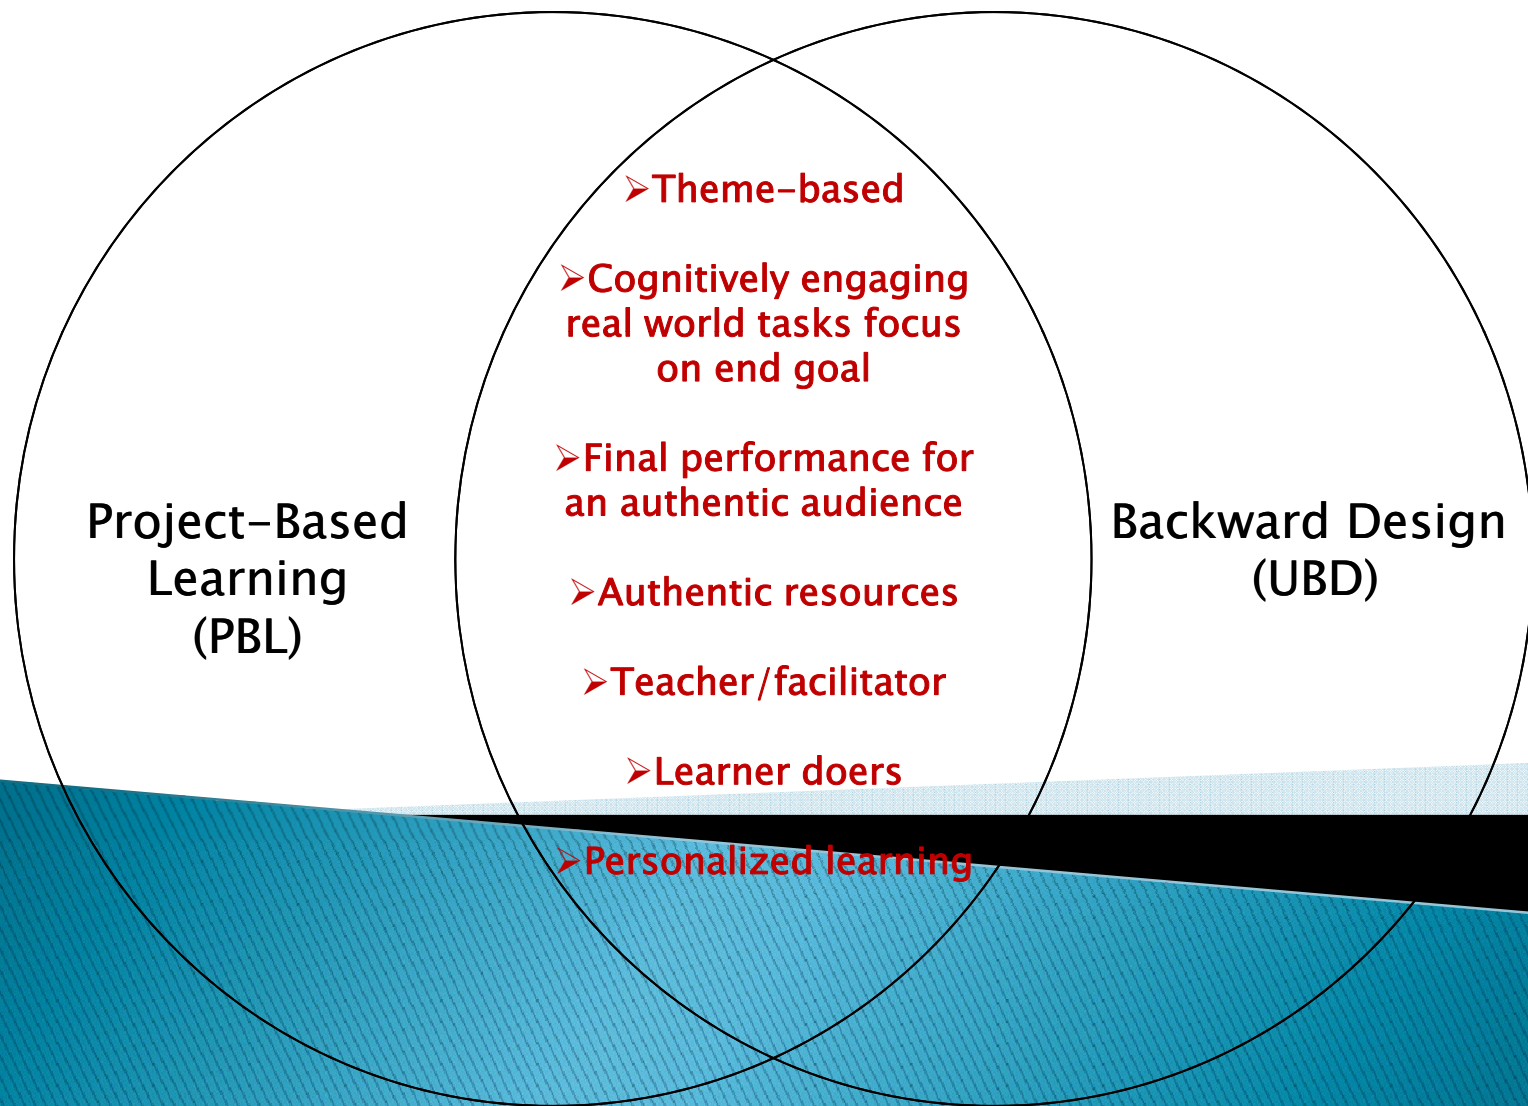 ➢Theme-based
➢Cognitively engaging
real world tasks focus
on end goal
➢Final performance for
an authentic audience
Project-Based
Learning
(PBL)
Backward Design
(UBD)
➢Authentic resources
➢Teacher/facilitator
➢Learner doers
➢Personalized learning